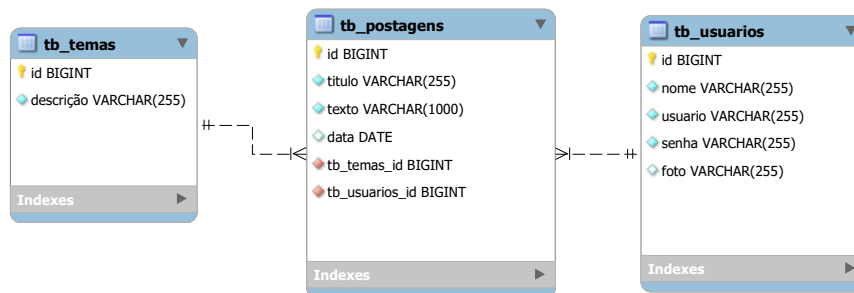 tb_temas
id BIGINT
descrição VARCHAR(255)
Indexes
tb_postagens
id BIGINT
titulo VARCHAR(255)
texto VARCHAR(1000)
data DATE
tb_temas_id BIGINT
tb_usuarios_id BIGINT
Indexes
tb_usuarios
id BIGINT
nome VARCHAR(255)
usuario VARCHAR(255)
senha VARCHAR(255)
foto VARCHAR(255)
Indexes